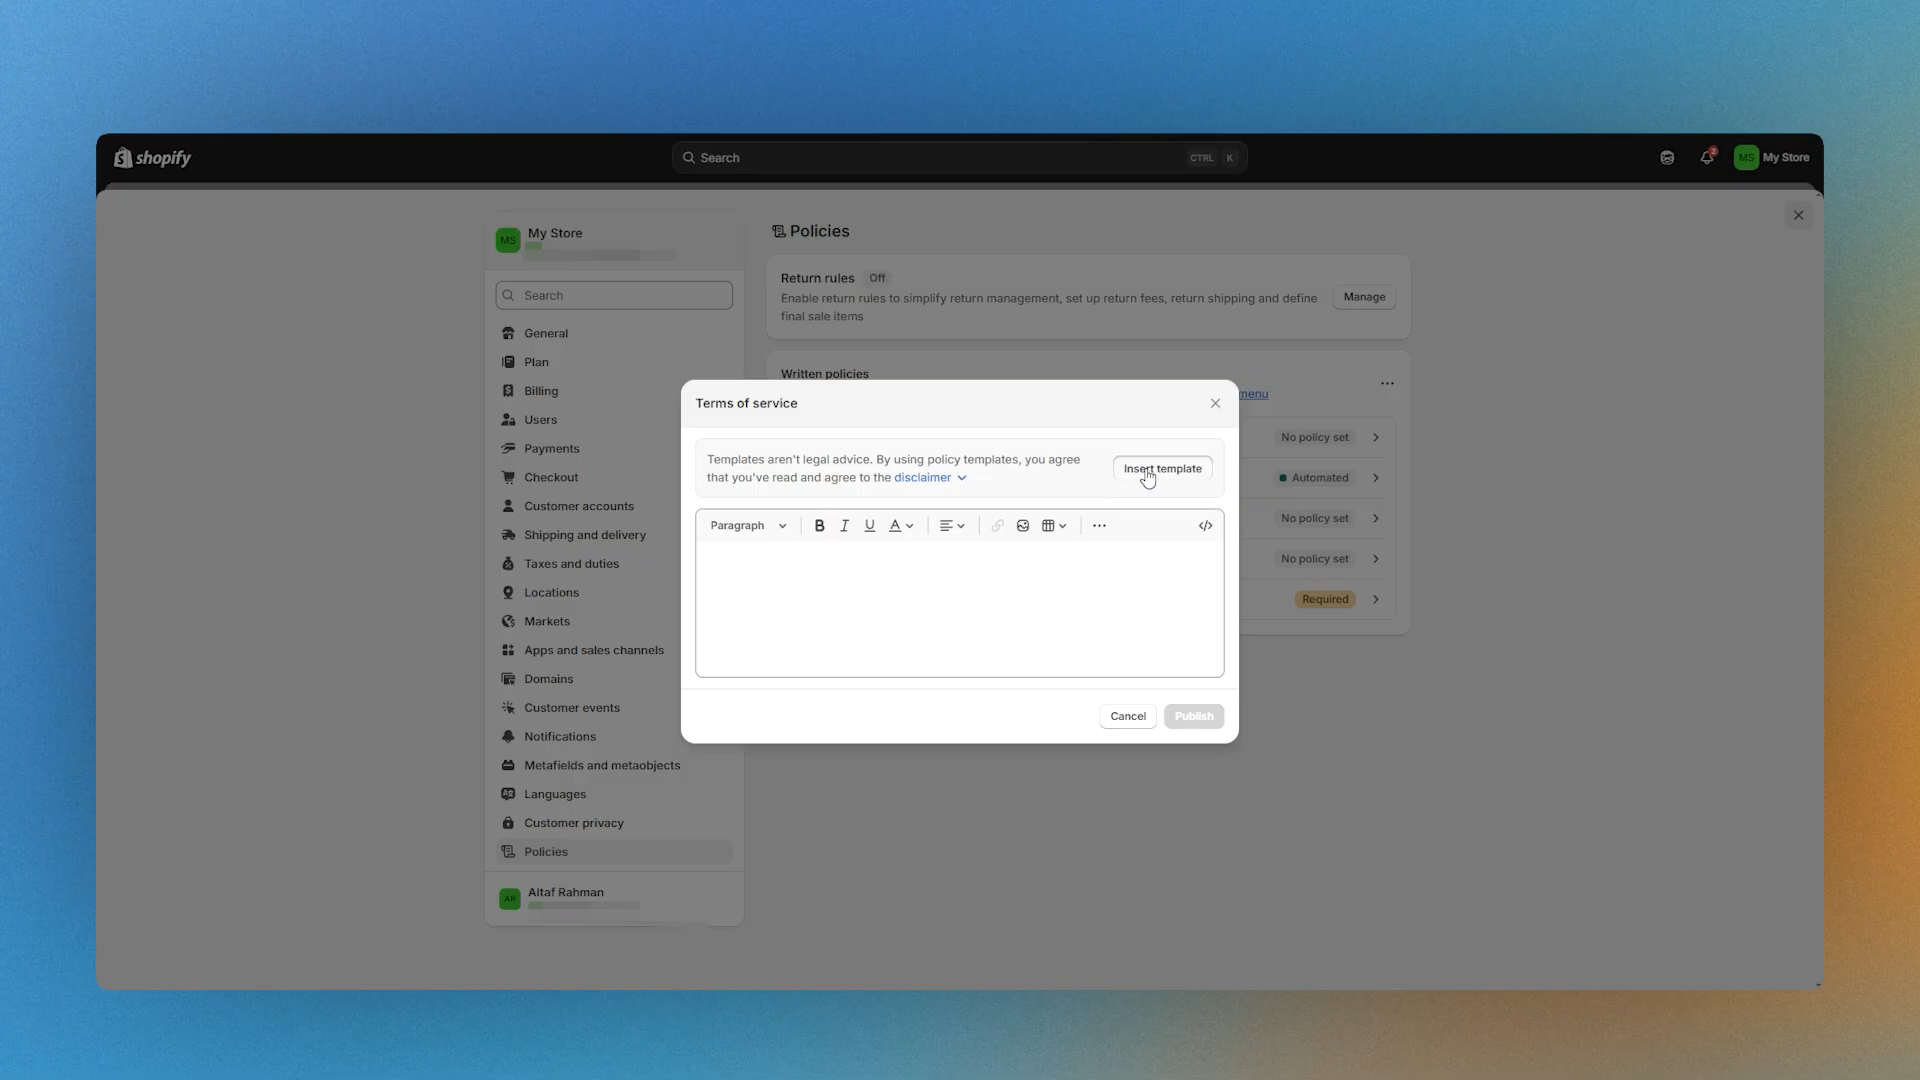 shopify
Search
CTRL K
2
MS
My Store
MS
My Store
Search
General
Plan
Billing
Users
Payments
Checkout
Customer accounts
Shipping and delivery
Taxes and duties
Locations
Markets
Apps and sales channels
Domains
Customer events
Notifications
Metafields and metaobjects
Languages
Customer privacy
Policies
AR
Altaf Rahman
Policies
Return rules Off
Enable return rules to simplify return management, set up return fees, return shipping and define
final sale items
Manage
Written policies
menu
No policy set
Automated
No policy set
No policy set
Required
Terms of service
Templates aren't legal advice. By using policy templates, you agree
that you've read and agree to the disclaimer
Insert template
Paragraph
B I U A
Cancel
Publish